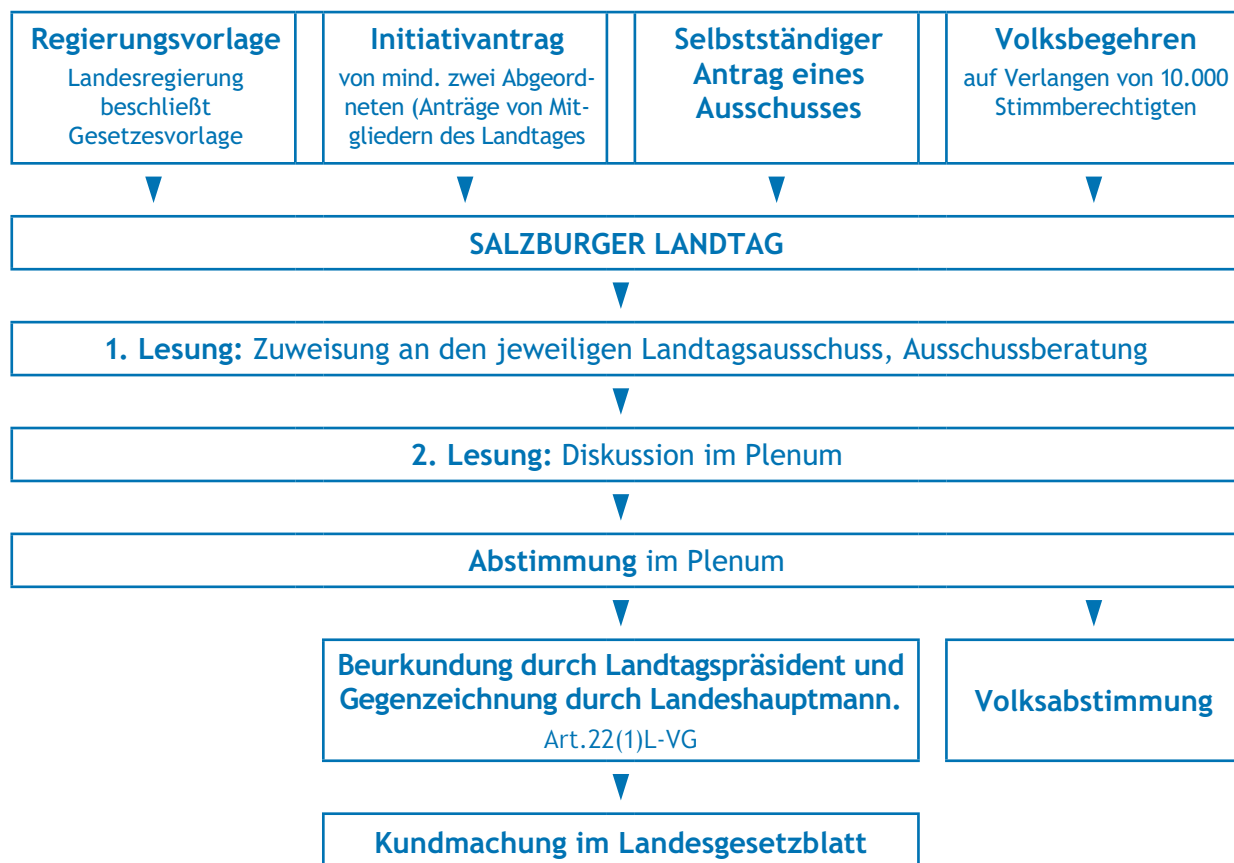 Regierungsvorlage
Landesregierung
beschließt
Gesetzesvorlage
Initiativantrag
von mind. zwei Abgeord-
neten (Anträge von Mit-
gliedern des Landtages
Selbstständiger
Antrag eines
Ausschusses
Volksbegehren
auf Verlangen von 10.000
Stimmberechtigten
SALZBURGER LANDTAG
1. Lesung: Zuweisung an den jeweiligen Landtagsausschuss, Ausschussberatung
2. Lesung: Diskussion im Plenum
Abstimmung im Plenum
Beurkundung durch Landtagspräsident und
Gegenzeichnung durch Landeshauptmann.
Art.22(1)L-VG
Volksabstimmung
Kundmachung im Landesgesetzblatt